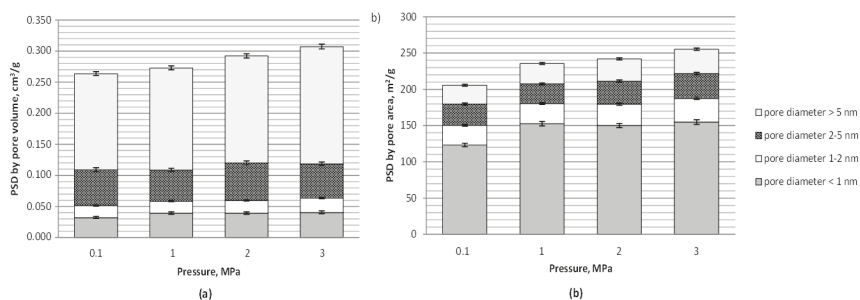 0.350
0.300
0.250
0.200
0.150
0.100
0.050
0.000
PSD by pore volume, cm³/g
0.1 1 2 3
Pressure, MPa
(a)
b)
300
250
200
150
100
50
0
PSD by pore area, m²/g
0.1 1 2 3
Pressure, MPa
(b)
pore diameter > 5 nm
pore diameter 2-5 nm
pore diameter 1-2 nm
pore diameter < 1 nm